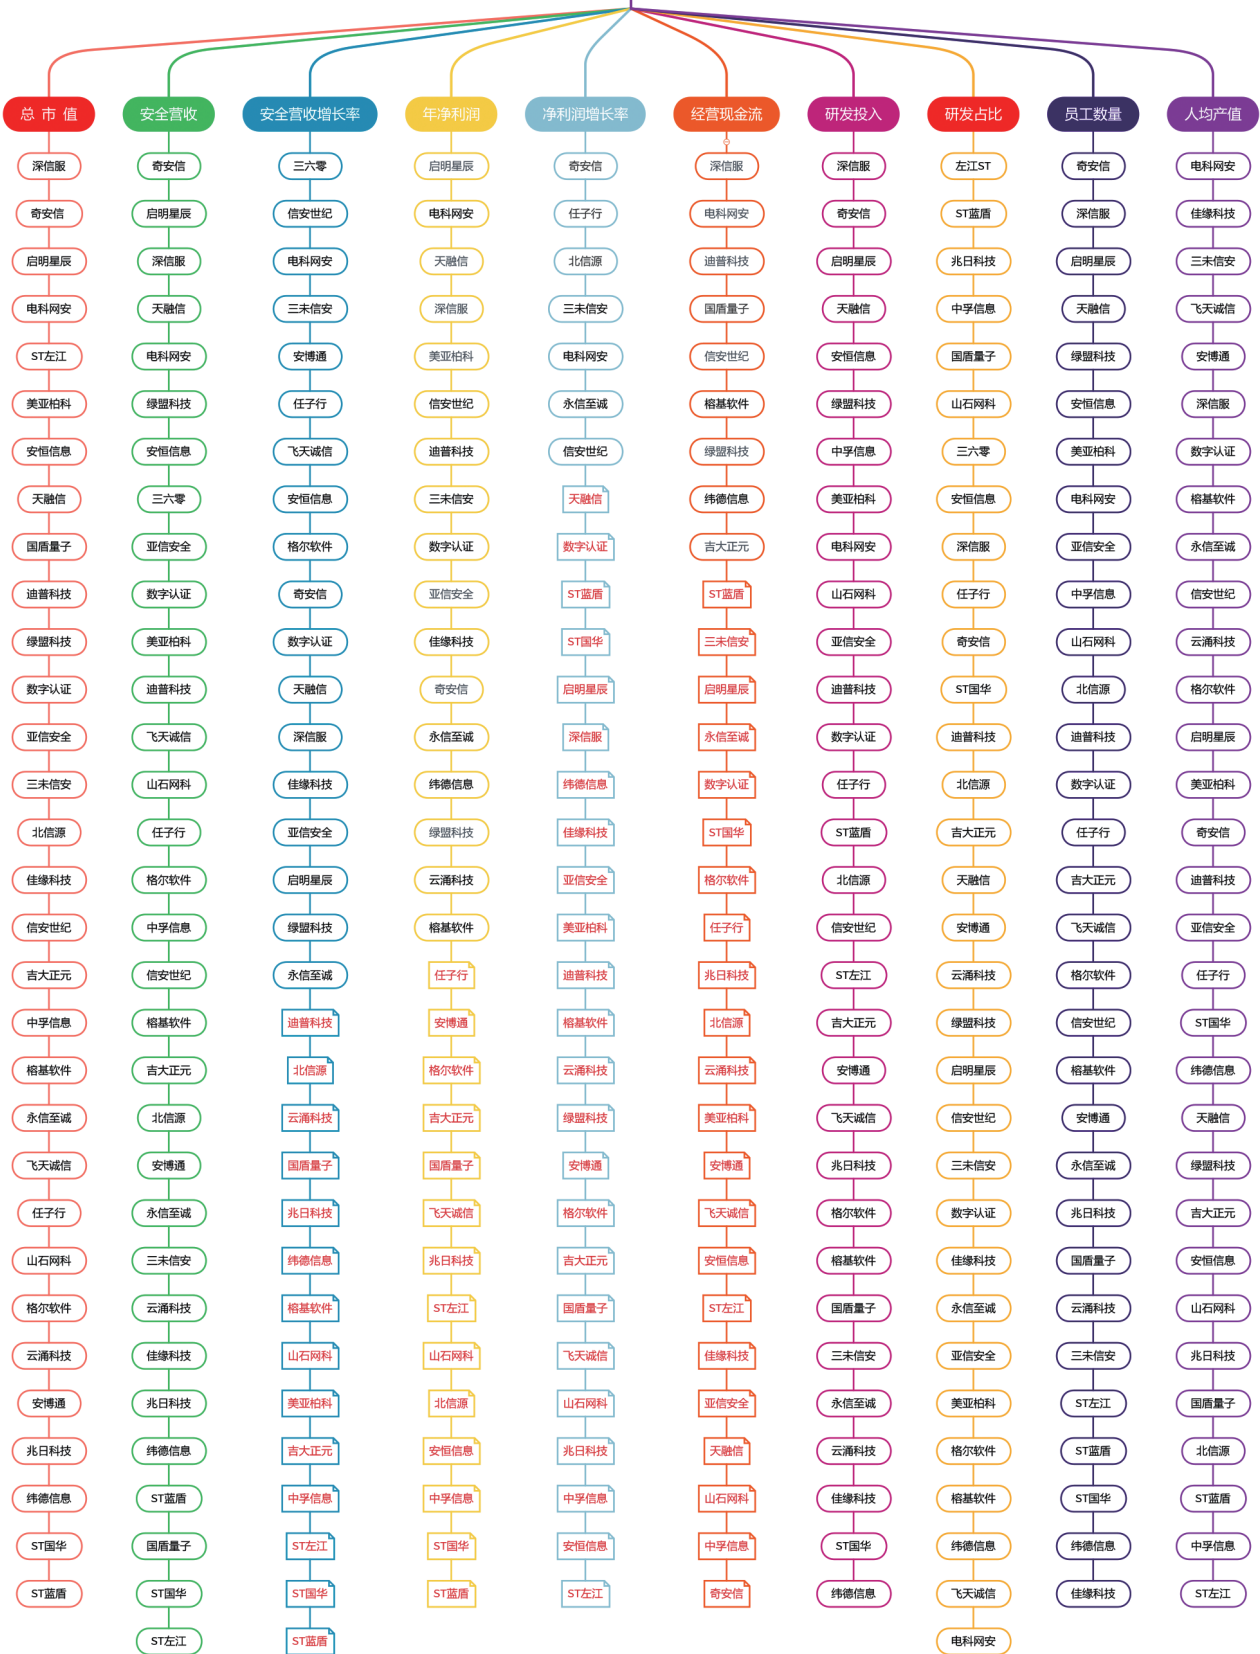 总 市 值
深信服
奇安信
启明星辰
电科网安
ST左江
美亚柏科
安恒信息
天融信
国盾量子
迪普科技
绿盟科技
数字认证
亚信安全
三未信安
北信源
佳缘科技
信安世纪
吉大正元
中孚信息
榕基软件
永信至诚
飞天诚信
任子行
山石网科
格尔软件
云涌科技
安博通
兆日科技
纬德信息
ST国华
ST蓝盾
安全营收
奇安信
启明星辰
深信服
天融信
电科网安
绿盟科技
安恒信息
三六零
亚信安全
数字认证
美亚柏科
迪普科技
飞天诚信
山石网科
任子行
格尔软件
中孚信息
信安世纪
榕基软件
吉大正元
北信源
安博通
永信至诚
三未信安
云涌科技
佳缘科技
兆日科技
纬德信息
ST蓝盾
国盾量子
ST国华
ST左江
安全营收增长率
三六零
信安世纪
电科网安
三未信安
安博通
任子行
飞天诚信
安恒信息
格尔软件
奇安信
数字认证
天融信
深信服
佳缘科技
亚信安全
启明星辰
绿盟科技
永信至诚
迪普科技
北信源
云涌科技
国盾量子
兆日科技
纬德信息
榕基软件
山石网科
美亚柏科
吉大正元
中孚信息
ST左江
ST国华
ST蓝盾
年净利润
启明星辰
电科网安
天融信
深信服
美亚柏科
信安世纪
迪普科技
三未信安
数字认证
亚信安全
佳缘科技
奇安信
永信至诚
纬德信息
绿盟科技
云涌科技
榕基软件
任子行
安博通
格尔软件
吉大正元
国盾量子
飞天诚信
兆日科技
ST左江
山石网科
北信源
安恒信息
中孚信息
ST国华
ST蓝盾
净利润增长率
奇安信
任子行
北信源
三未信安
电科网安
永信至诚
信安世纪
天融信
数字认证
ST蓝盾
ST国华
启明星辰
深信服
纬德信息
佳缘科技
亚信安全
美亚柏科
迪普科技
榕基软件
云涌科技
绿盟科技
安博通
格尔软件
吉大正元
国盾量子
飞天诚信
山石网科
兆日科技
中孚信息
安恒信息
ST左江
经营现金流
深信服
电科网安
迪普科技
国盾量子
信安世纪
榕基软件
绿盟科技
纬德信息
吉大正元
ST蓝盾
三未信安
启明星辰
永信至诚
数字认证
ST国华
格尔软件
任子行
兆日科技
北信源
云涌科技
美亚柏科
安博通
飞天诚信
安恒信息
ST左江
佳缘科技
亚信安全
天融信
山石网科
中孚信息
奇安信
研发投入
深信服
奇安信
启明星辰
天融信
安恒信息
绿盟科技
中孚信息
美亚柏科
电科网安
山石网科
亚信安全
迪普科技
数字认证
任子行
ST蓝盾
北信源
信安世纪
ST左江
吉大正元
安博通
飞天诚信
兆日科技
格尔软件
榕基软件
国盾量子
三未信安
永信至诚
云涌科技
佳缘科技
ST国华
纬德信息
研发占比
左江ST
ST蓝盾
兆日科技
中孚信息
国盾量子
山石网科
三六零
安恒信息
深信服
任子行
奇安信
ST国华
迪普科技
北信源
吉大正元
天融信
安博通
云涌科技
绿盟科技
启明星辰
信安世纪
三未信安
数字认证
佳缘科技
永信至诚
亚信安全
美亚柏科
格尔软件
榕基软件
纬德信息
飞天诚信
电科网安
员工数量
奇安信
深信服
启明星辰
天融信
绿盟科技
安恒信息
美亚柏科
电科网安
亚信安全
中孚信息
山石网科
北信源
迪普科技
数字认证
任子行
吉大正元
飞天诚信
格尔软件
信安世纪
榕基软件
安博通
永信至诚
兆日科技
国盾量子
云涌科技
三未信安
ST左江
ST蓝盾
ST国华
纬德信息
佳缘科技
人均产值
电科网安
佳缘科技
三未信安
飞天诚信
安博通
深信服
数字认证
榕基软件
永信至诚
信安世纪
云涌科技
格尔软件
启明星辰
美亚柏科
奇安信
迪普科技
亚信安全
任子行
ST国华
纬德信息
天融信
绿盟科技
吉大正元
安恒信息
山石网科
兆日科技
国盾量子
北信源
ST蓝盾
中孚信息
ST左江